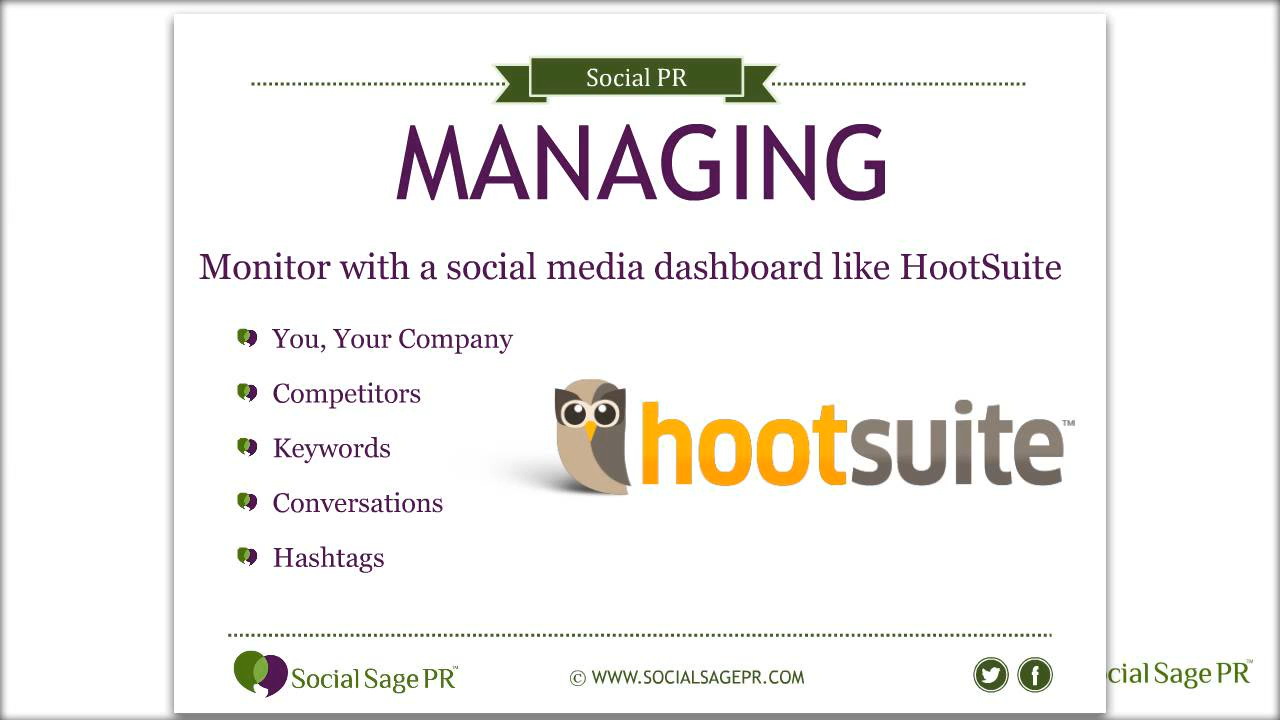 Social PR
MANAGING
Monitor with a social media dashboard like HootSuite
You, Your Company
Competitors
Keywords
Conversations
Hashtags
hootsuite™
Social Sage PR™
© WWW.SOCIALSAGEPR.COM
cial Sage PR™